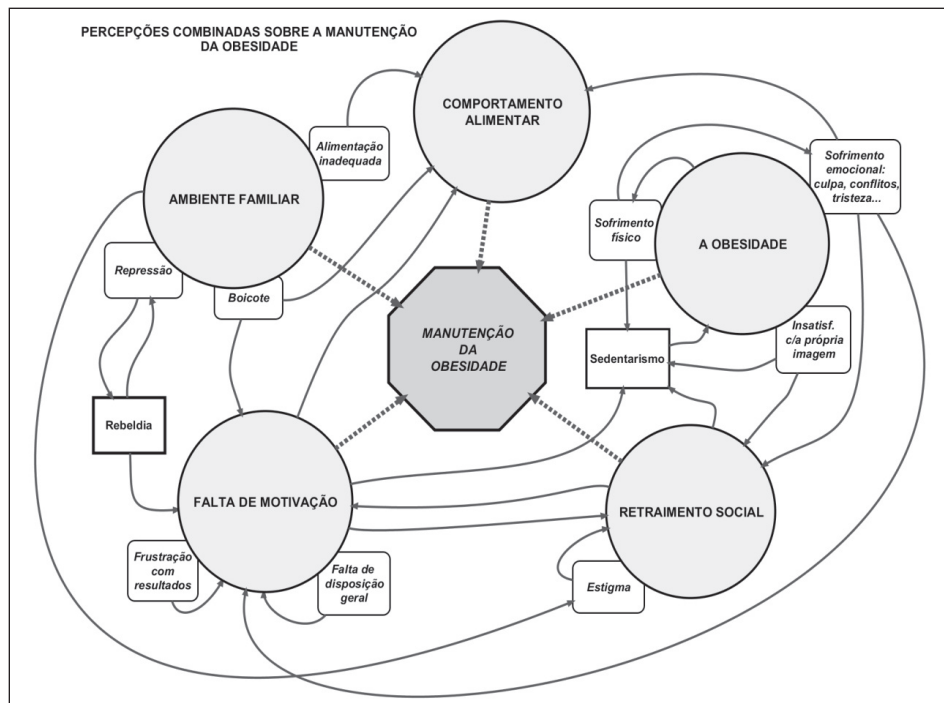 PERCEPÇÕES COMBINADAS SOBRE A MANUTENÇÃO
DA OBESIDADE
COMPORTAMENTO
ALIMENTAR
Alimentação
inadequada
AMBIENTE FAMILIAR
Sofrimento
emocional:
culpa, conflitos,
tristeza...
Sofrimento
físico
A OBESIDADE
Repressão
Boicote
MANUTENÇÃO
DA
OBESIDADE
Insatisf.
c/a própria
imagem
Sedentarismo
Rebeldia
FALTA DE MOTIVAÇÃO
RETRAIMENTO SOCIAL
Frustração
com
resultados
Falta de
disposição
geral
Estigma